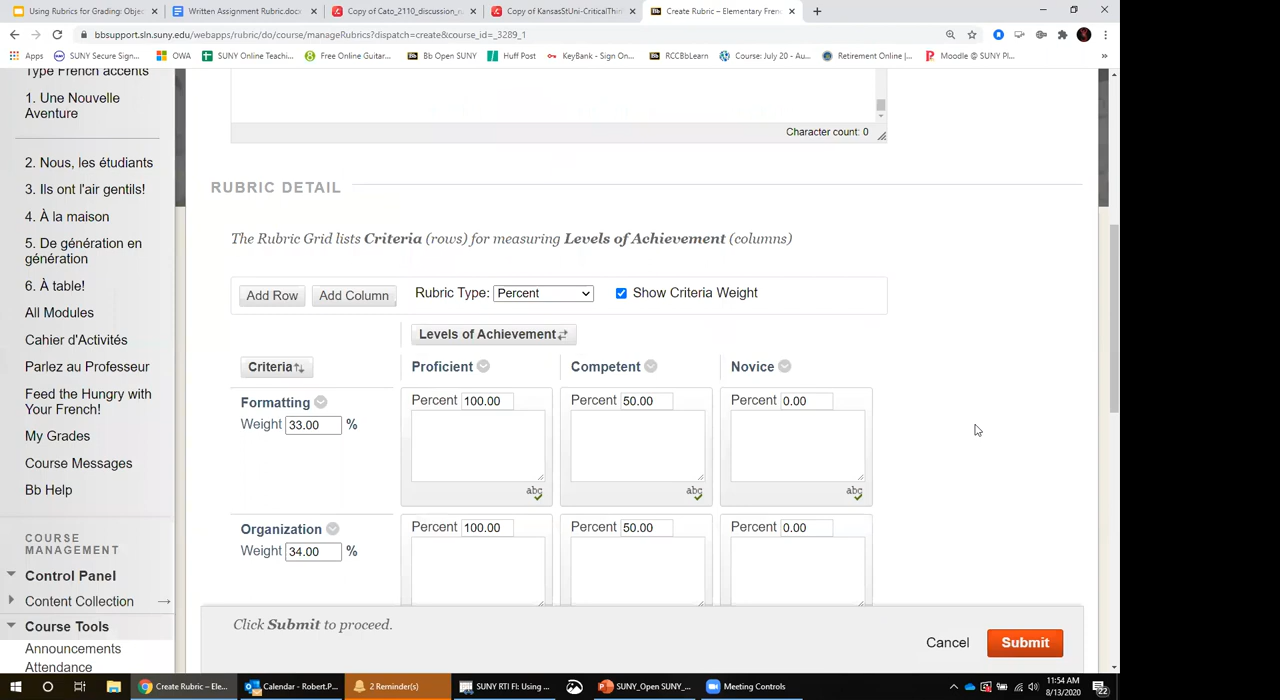 Using Rubrics for Grading: Objec
Written Assignment Rubric.docx
Copy of Cato_2110_discussion_ru
Copy of KansasStUni-CriticalThin
Create Rubric – Elementary Fren
bbsupport.sln.suny.edu/webapps/rubric/do/course/manageRubrics?dispatch=create&course_id=_3289_1
Apps
SUNY Secure Sign...
OWA
SUNY Online Teachi...
Free Online Guitar...
Bb Open SUNY
Huff Post
KeyBank - Sign On...
RCCBbLearn
Course: July 20 - Au...
Retirement Online |...
Moodle @ SUNY Pl...
»
Type French accents
1. Une Nouvelle
Aventure
2. Nous, les étudiants
3. Ils ont l'air gentils!
4. À la maison
5. De génération en
génération
6. À table!
All Modules
Cahier d'Activités
Parlez au Professeur
Feed the Hungry with
Your French!
My Grades
Course Messages
Bb Help
COURSE
MANAGEMENT
Control Panel
Content Collection
Course Tools
Announcements
Attendance
Character count: 0
RUBRIC DETAIL
The Rubric Grid lists Criteria (rows) for measuring Levels of Achievement (columns)
Add Row
Add Column
Rubric Type: Percent
Show Criteria Weight
Levels of Achievement
Criteria
Proficient
Competent
Novice
Formatting
Weight 33.00 %
Percent 100.00
Percent 50.00
Percent 0.00
abc
abc
abc
Organization
Weight 34.00 %
Percent 100.00
Percent 50.00
Percent 0.00
Click Submit to proceed.
Cancel
Submit
Create Rubric – Ele...
Calendar - Robert.P...
2 Reminder(s)
SUNY RTI FI: Using ...
SUNY_Open SUNY_...
Meeting Controls
11:54 AM
8/13/2020
22